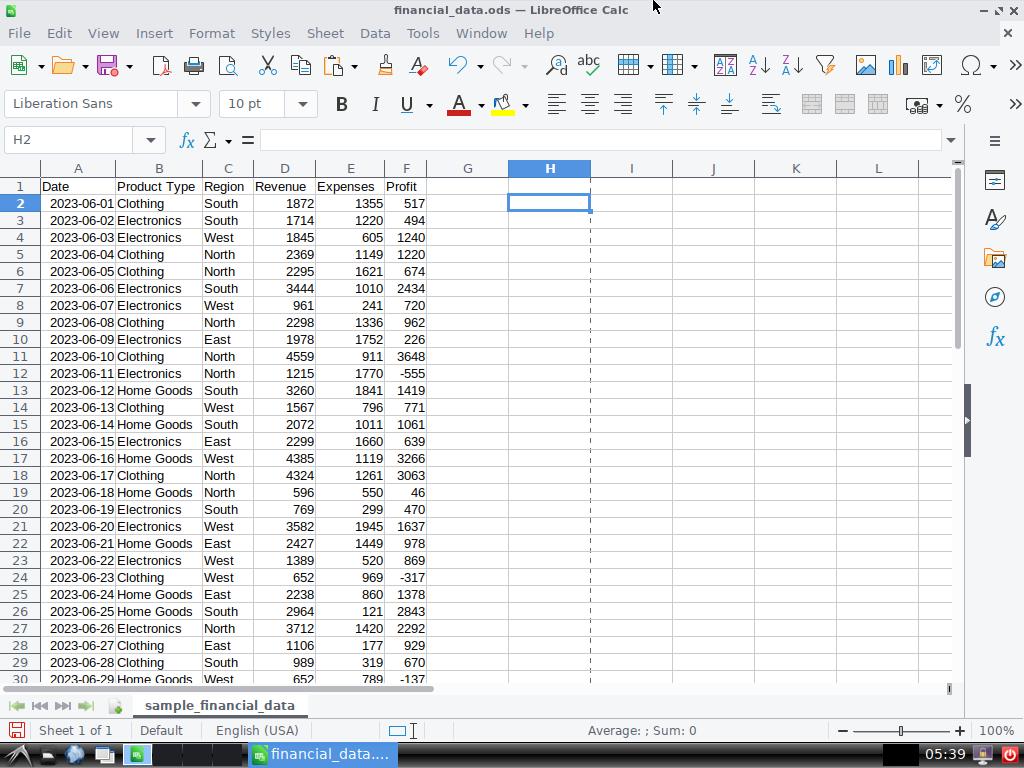 financial_data.ods — LibreOffice Calc
File Edit View Insert Format Styles Sheet Data Tools Window Help
Liberation Sans 10 pt B I U A %
H2 fx Σ =
A B C D E F G H I J K L
1 Date Product Type Region Revenue Expenses Profit
2 2023-06-01 Clothing South 1872 1355 517
3 2023-06-02 Electronics South 1714 1220 494
4 2023-06-03 Electronics West 1845 605 1240
5 2023-06-04 Clothing North 2369 1149 1220
6 2023-06-05 Clothing North 2295 1621 674
7 2023-06-06 Electronics South 3444 1010 2434
8 2023-06-07 Electronics West 961 241 720
9 2023-06-08 Clothing North 2298 1336 962
10 2023-06-09 Electronics East 1978 1752 226
11 2023-06-10 Clothing North 4559 911 3648
12 2023-06-11 Electronics North 1215 1770 -555
13 2023-06-12 Home Goods South 3260 1841 1419
14 2023-06-13 Clothing West 1567 796 771
15 2023-06-14 Home Goods South 2072 1011 1061
16 2023-06-15 Electronics East 2299 1660 639
17 2023-06-16 Home Goods West 4385 1119 3266
18 2023-06-17 Clothing North 4324 1261 3063
19 2023-06-18 Home Goods North 596 550 46
20 2023-06-19 Electronics South 769 299 470
21 2023-06-20 Electronics West 3582 1945 1637
22 2023-06-21 Home Goods East 2427 1449 978
23 2023-06-22 Electronics West 1389 520 869
24 2023-06-23 Clothing West 652 969 -317
25 2023-06-24 Home Goods East 2238 860 1378
26 2023-06-25 Home Goods South 2964 121 2843
27 2023-06-26 Electronics North 3712 1420 2292
28 2023-06-27 Clothing East 1106 177 929
29 2023-06-28 Clothing South 989 319 670
30 2023-06-29 Home Goods West 652 789 -137
sample_financial_data
Sheet 1 of 1 Default English (USA) Average: ; Sum: 0 100%
financial_data.... 05:39